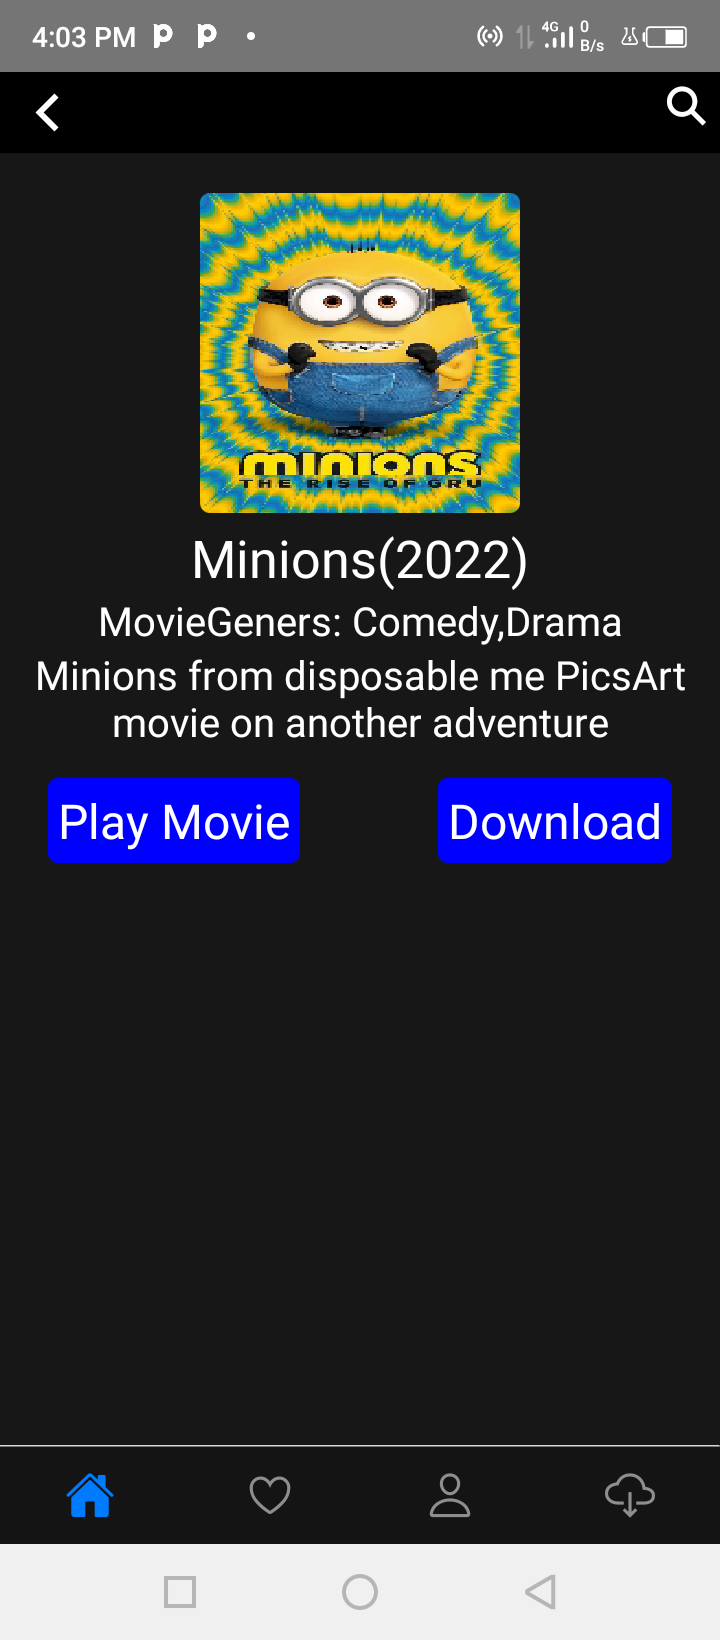 4:03 PM
4G
0
B/s
minions
THE RISE OF GRU
Minions(2022)
MovieGeners: Comedy,Drama
Minions from disposable me PicsArt
movie on another adventure
Play Movie
Download